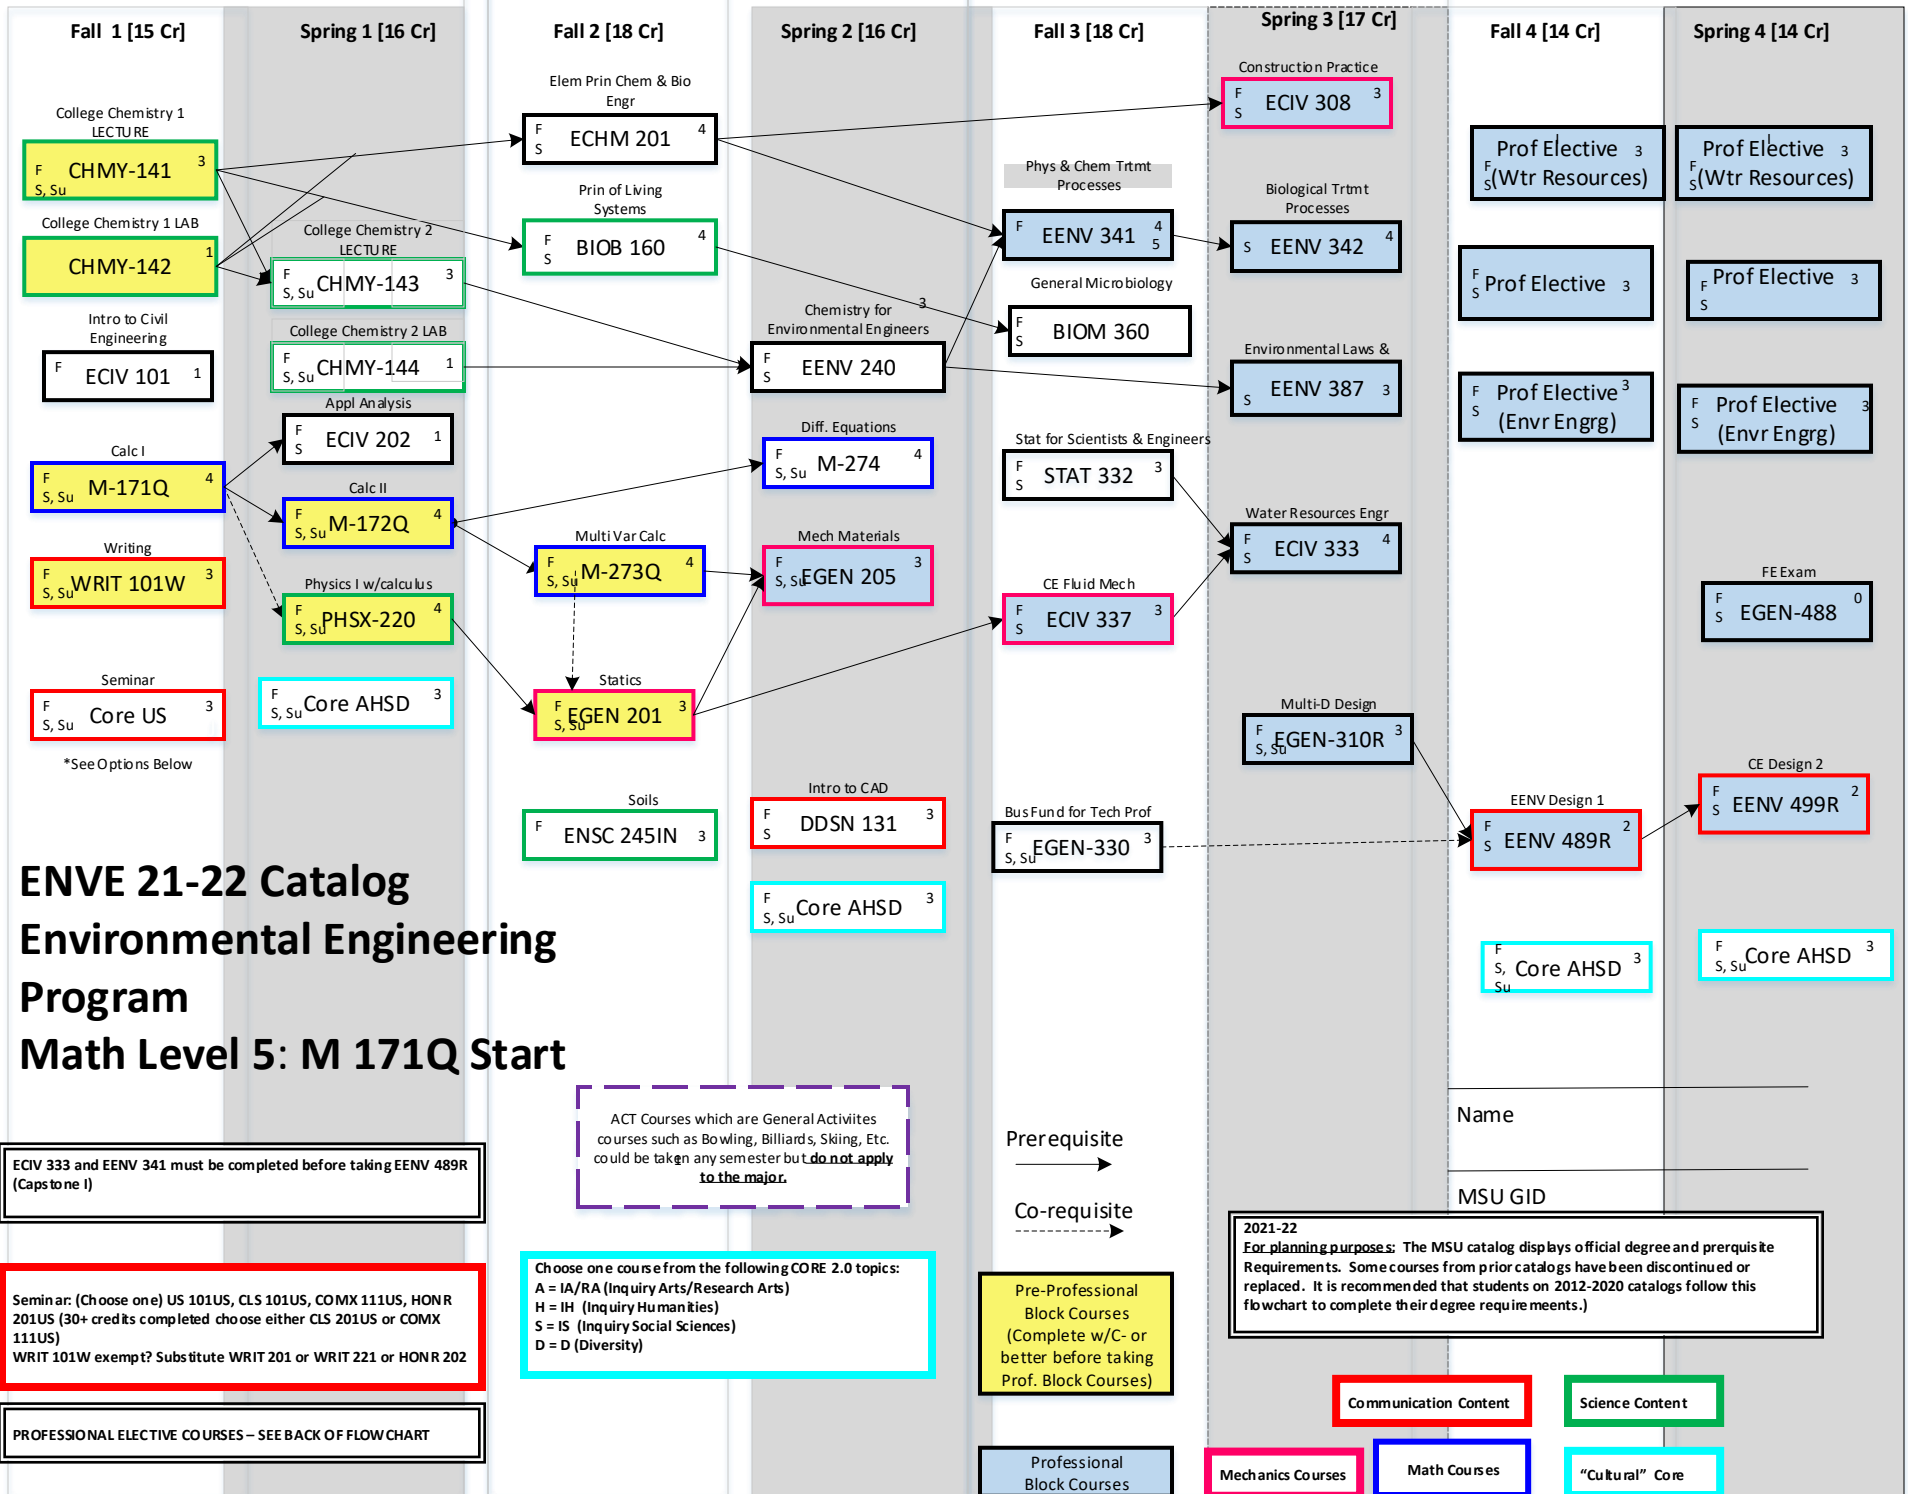 Fall 1 [15 Cr]
Spring 1 [16 Cr]
Fall 2 [18 Cr]
Spring 2 [16 Cr]
Fall 3 [18 Cr]
Spring 3 [17 Cr]
Fall 4 [14 Cr]
Spring 4 [14 Cr]
College Chemistry 1
LECTURE
F
S, Su
CHMY-141 3
College Chemistry 1 LAB
CHMY-142 1
Intro to Civil
Engineering
F
ECIV 101 1
Calc I
F
S, Su
M-171Q 4
Writing
F
S, Su
WRIT 101W 3
Seminar
F
S, Su
Core US 3
*See Options Below
College Chemistry 2
LECTURE
F
S, Su
CHMY-143 3
College Chemistry 2 LAB
F
S, Su
CHMY-144 1
Appl Analysis
F
S
ECIV 202 1
Calc II
F
S, Su
M-172Q 4
Physics I w/calculus
F
S, Su
PHSX-220 4
F
S, Su
Core AHSD 3
Elem Prin Chem & Bio
Engr
F
S
ECHM 201 4
Prin of Living
Systems
F
S
BIOB 160 4
Multi Var Calc
F
S, Su
M-273Q 4
Statics
F
S, Su
EGEN 201 3
Soils
F
ENSC 245IN 3
Chemistry for 3
Environmental Engineers
F
S
EENV 240
Diff. Equations
F
S, Su
M-274 4
Mech Materials
F
S, Su
EGEN 205 3
Intro to CAD
F
S
DDSN 131 3
F
S, Su
Core AHSD 3
Phys & Chem Trtmt
Processes
F
EENV 341 4
5
General Microbiology
F
S
BIOM 360
Stat for Scientists & Engineers
F
S
STAT 332 3
CE Fluid Mech
F
S
ECIV 337 3
Bus Fund for Tech Prof
F
S, Su
EGEN-330 3
Construction Practice
F
S
ECIV 308 3
Biological Trtmt
Processes
S
EENV 342 4
Environmental Laws &
S
EENV 387 3
Water Resources Engr
F
S
ECIV 333 4
Multi-D Design
F
S, Su
EGEN-310R 3
Prof Elective 3
F
S
(Wtr Resources)
F
S
Prof Elective 3
F
S
Prof Elective 3
(Envr Engrg)
EENV Design 1
F
S
EENV 489R 2
F
S,
Su
Core AHSD 3
Prof Elective 3
F
S
(Wtr Resources)
F
S
Prof Elective 3
F
S
Prof Elective 3
(Envr Engrg)
FE Exam
F
S
EGEN-488 0
CE Design 2
F
S
EENV 499R 2
F
S, Su
Core AHSD 3
ENVE 21-22 Catalog
Environmental Engineering
Program
Math Level 5: M 171Q Start
ECIV 333 and EENV 341 must be completed before taking EENV 489R
(Capstone I)
Seminar: (Choose one) US 101US, CLS 101US, COMX 111US, HONR
201US (30+ credits completed choose either CLS 201US or COMX
111US)
WRIT 101W exempt? Substitute WRIT 201 or WRIT 221 or HONR 202
PROFESSIONAL ELECTIVE COURSES – SEE BACK OF FLOWCHART
ACT Courses which are General Activiites
courses such as Bowling, Billiards, Skiing, Etc.
could be taken any semester but do not apply
to the major.
1
Choose one course from the following CORE 2.0 topics:
A = IA/RA (Inquiry Arts/Research Arts)
H = IH (Inquiry Humanities)
S = IS (Inquiry Social Sciences)
D = D (Diversity)
Prerequisite
Co-requisite
Pre-Professional
Block Courses
(Complete w/C- or
better before taking
Prof. Block Courses)
Professional
Block Courses
Name
MSU GID
2021-22
For planning purposes: The MSU catalog displays official degree and prerquisite
Requirements. Some courses from prior catalogs have been discontinued or
replaced. It is recommended that students on 2012-2020 catalogs follow this
flowchart to complete their degree requireements.)
Communication Content
Science Content
Mechanics Courses
Math Courses
"Cultural" Core